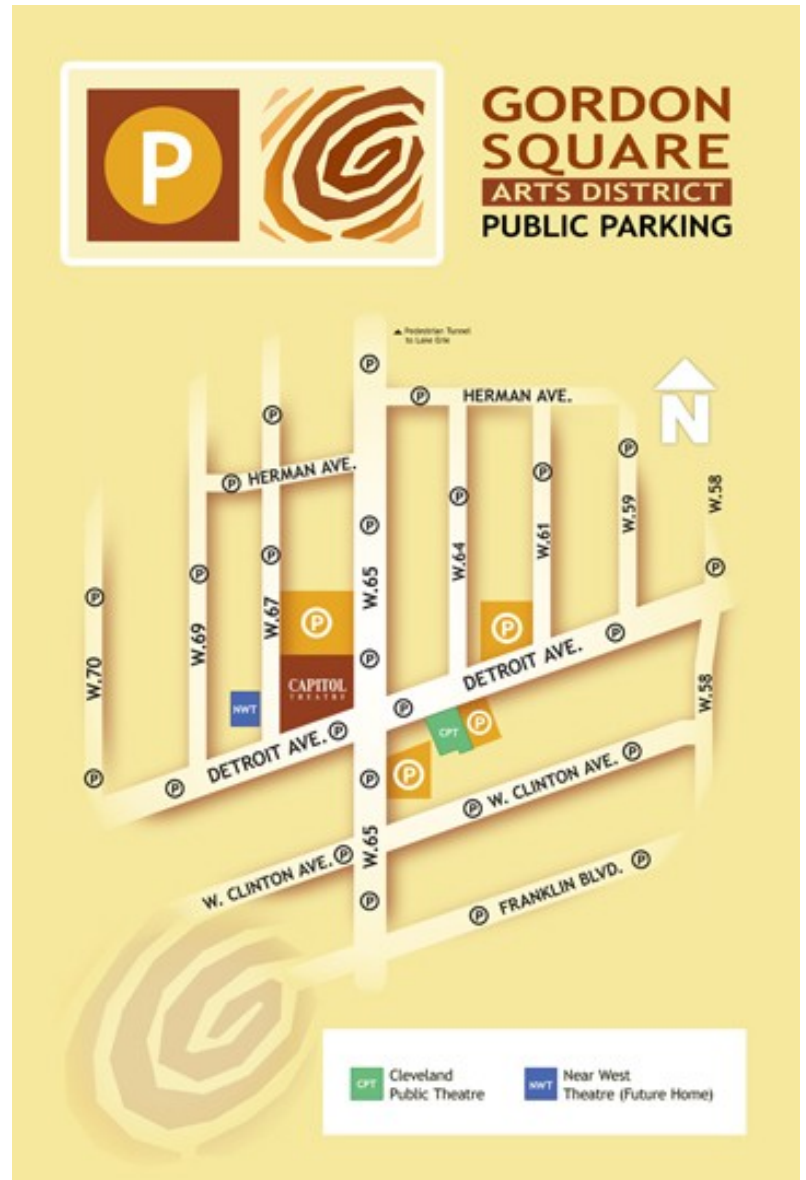 P
GORDON
SQUARE
ARTS DISTRICT
PUBLIC PARKING
Pedestrian Tunnel
to Lake Erie
P
P
HERMAN AVE.
N
P
P
HERMAN AVE.
P
P
P
W.58
P
W.59
P
W.61
P
W.64
P
W.65
P
W.67
P
W.69
P
W.70
P
P
P
P
P
DETROIT AVE.
W.58
CAPITOL
THEATRE
NWT
P
P
CPT
P
DETROIT AVE.
P
P
P
P
P
P
W. CLINTON AVE.
P
W.65
W. CLINTON AVE.
P
P
P
FRANKLIN BLVD.
P
CPT
Cleveland
Public Theatre
NWT
Near West
Theatre (Future Home)